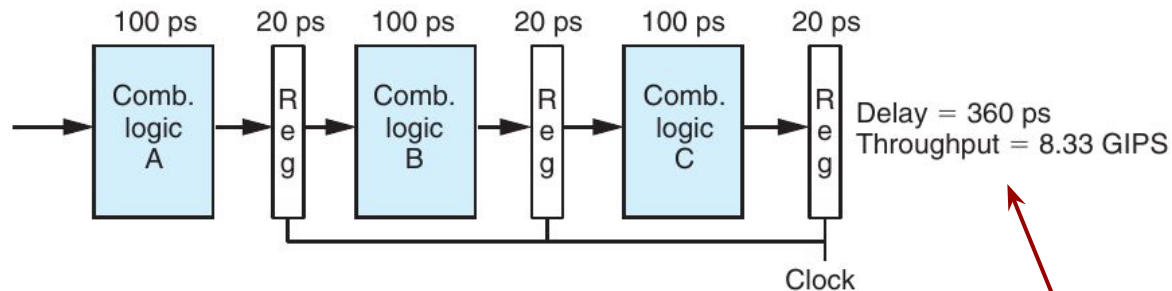 100 ps 20 ps 100 ps 20 ps 100 ps 20 ps
Comb.
logic
A
R
e
g
Comb.
logic
B
R
e
g
Comb.
logic
C
R
e
g
Delay = 360 ps
Throughput = 8.33 GIPS
Clock